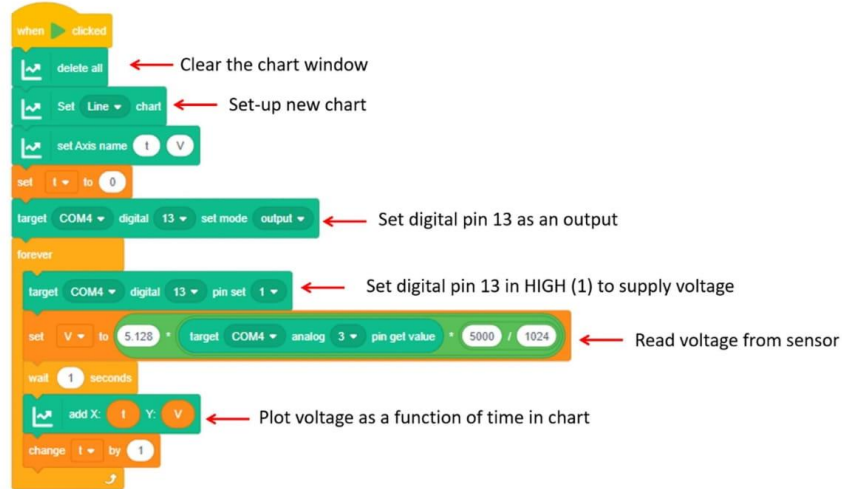 when clicked
delete all
Clear the chart window
Set Line chart
Set-up new chart
set Axis name t V
set t to 0
target COM4 digital 13 set mode output
Set digital pin 13 as an output
forever
target COM4 digital 13 pin set 1
Set digital pin 13 in HIGH (1) to supply voltage
set V to 5.128 * target COM4 analog 3 pin get value * 5000 / 1024
Read voltage from sensor
wait 1 seconds
add X: t Y: V
Plot voltage as a function of time in chart
change t by 1